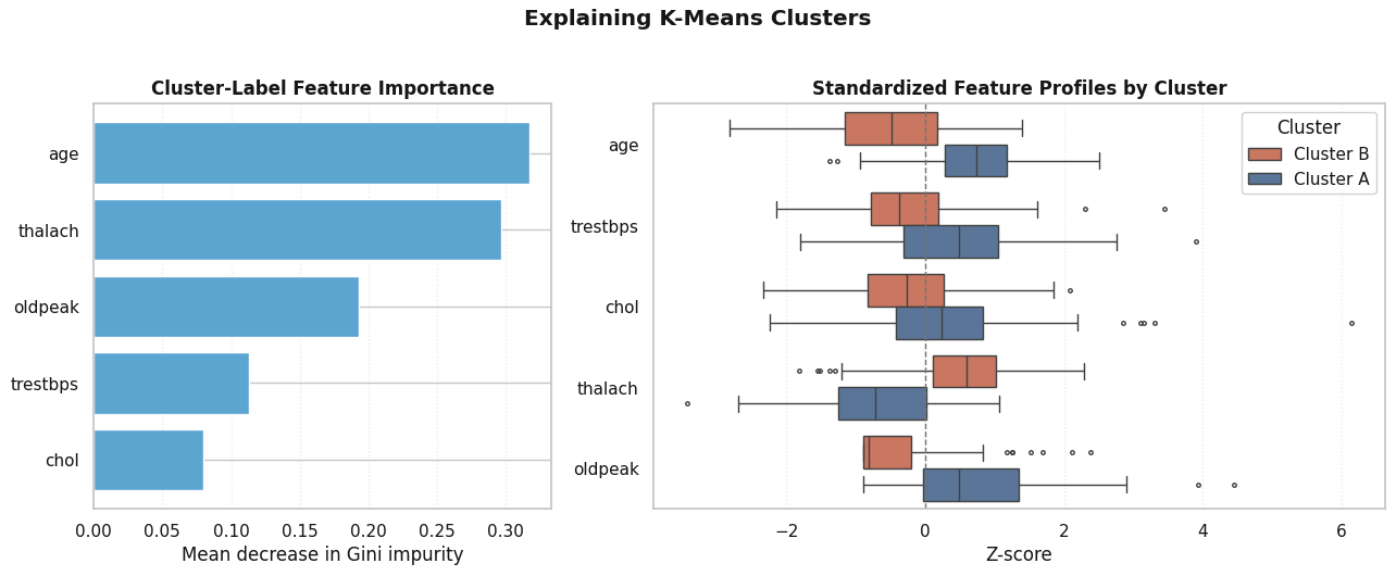 Explaining K-Means Clusters
Cluster-Label Feature Importance
age
thalach
oldpeak
trestbps
chol
0.00 0.05 0.10 0.15 0.20 0.25 0.30
Mean decrease in Gini impurity
Standardized Feature Profiles by Cluster
Cluster
Cluster B
Cluster A
age
trestbps
chol
thalach
oldpeak
−2 0 2 4 6
Z-score